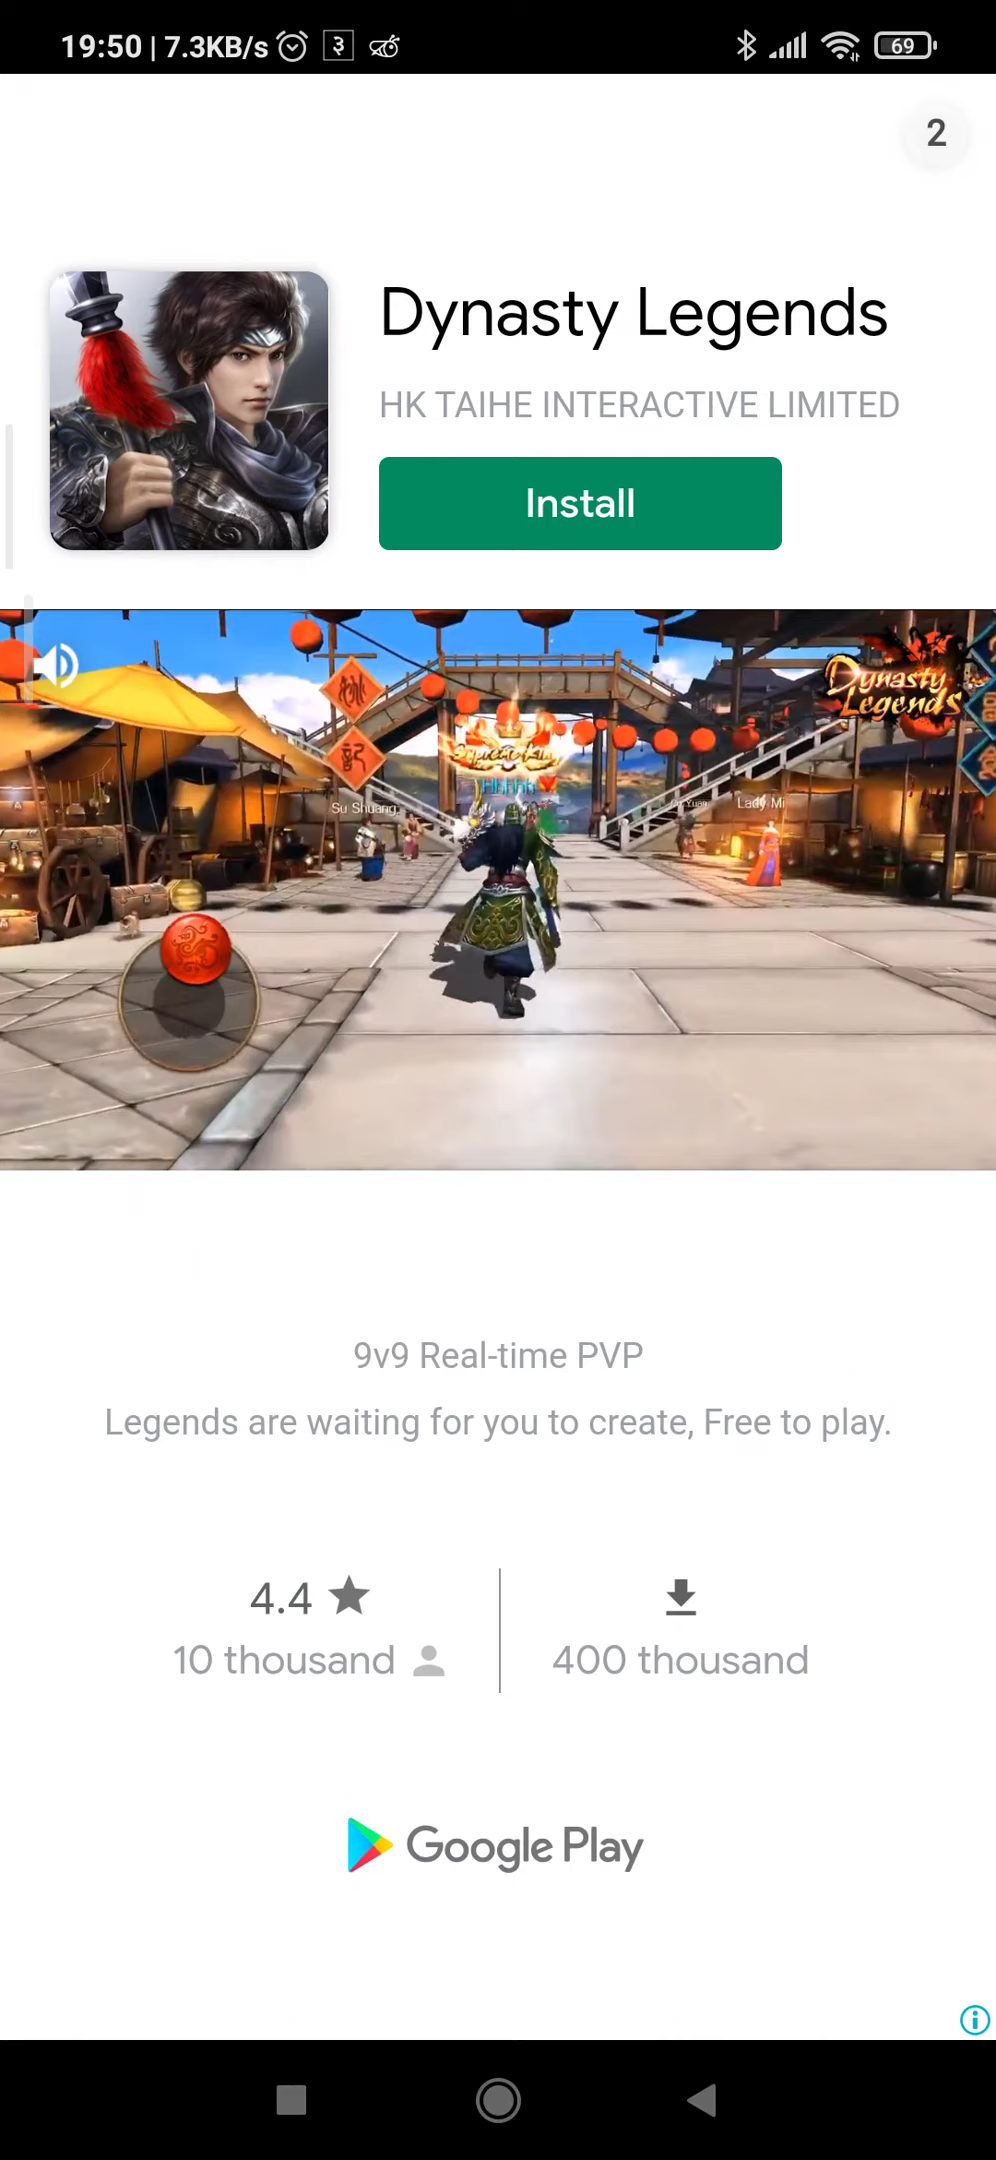 19:50 | 7.3KB/s ३ 69
2
Dynasty Legends
HK TAIHE INTERACTIVE LIMITED
Install
Dynasty
Legends
Su Shuang
Lady Mi
9v9 Real-time PVP
Legends are waiting for you to create, Free to play.
4.4
10 thousand
400 thousand
Google Play